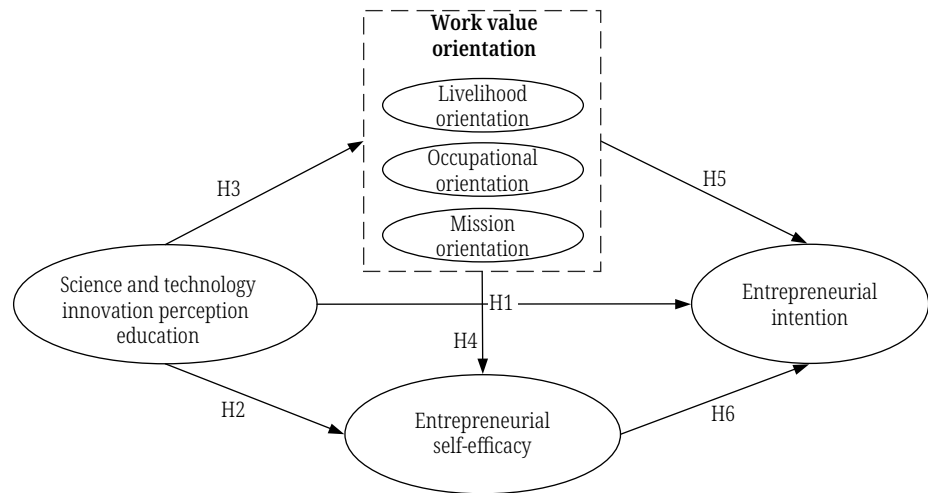 Work value
orientation
Livelihood
orientation
Occupational
orientation
Mission
orientation
H3
H5
Science and technology
innovation perception
education
H1
Entrepreneurial
intention
H4
H2
Entrepreneurial
self-efficacy
H6